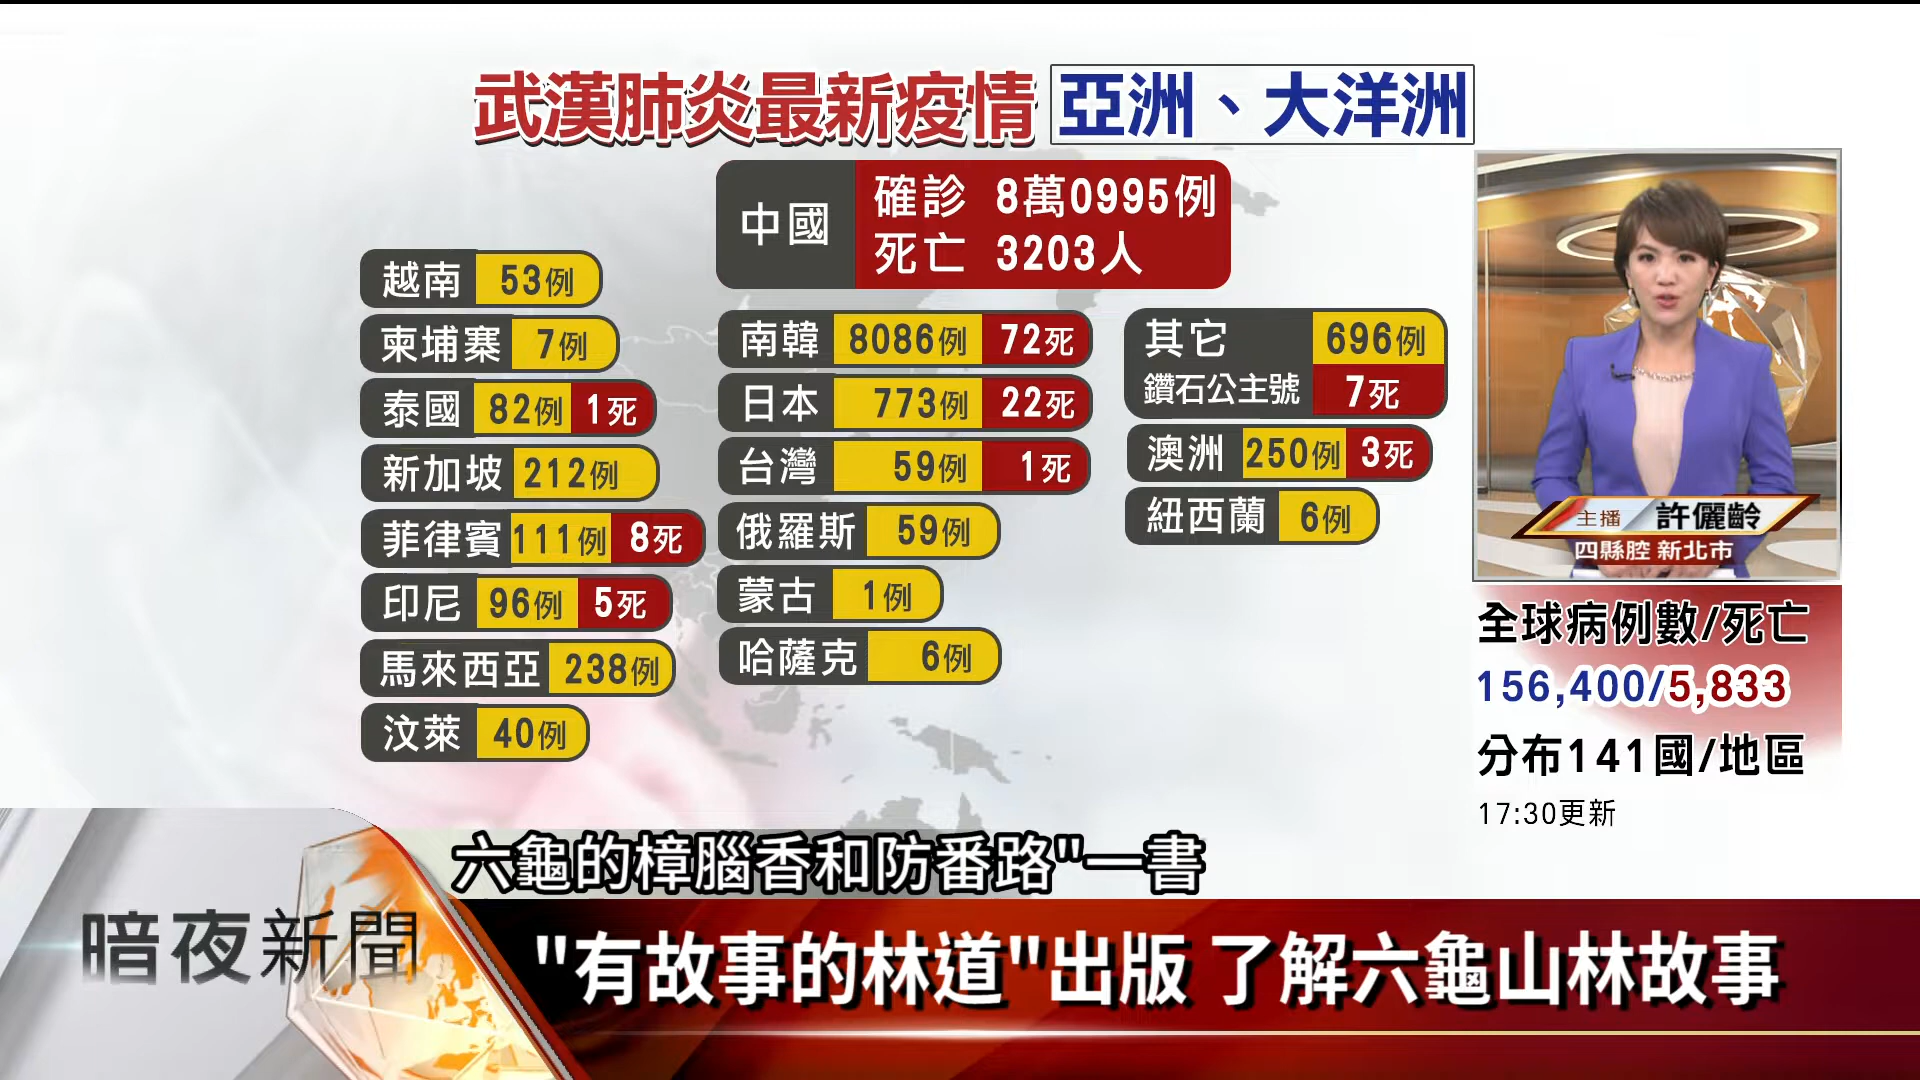 武漢肺炎最新疫情 亞洲、大洋洲
中國 確診 8萬0995例
死亡 3203人
越南 53例
柬埔寨 7例
泰國 82例 1死
新加坡 212例
菲律賓 111例 8死
印尼 96例 5死
馬來西亞 238例
汶萊 40例
南韓 8086例 72死
日本 773例 22死
台灣 59例 1死
俄羅斯 59例
蒙古 1例
哈薩克 6例
其它 696例
鑽石公主號 7死
澳洲 250例 3死
紐西蘭 6例
主播 許儷齡
四縣腔 新北市
全球病例數/死亡
156,400/5,833
分布141國/地區
17:30更新
六龜的樟腦香和防番路"一書
暗夜新聞
"有故事的林道"出版 了解六龜山林故事